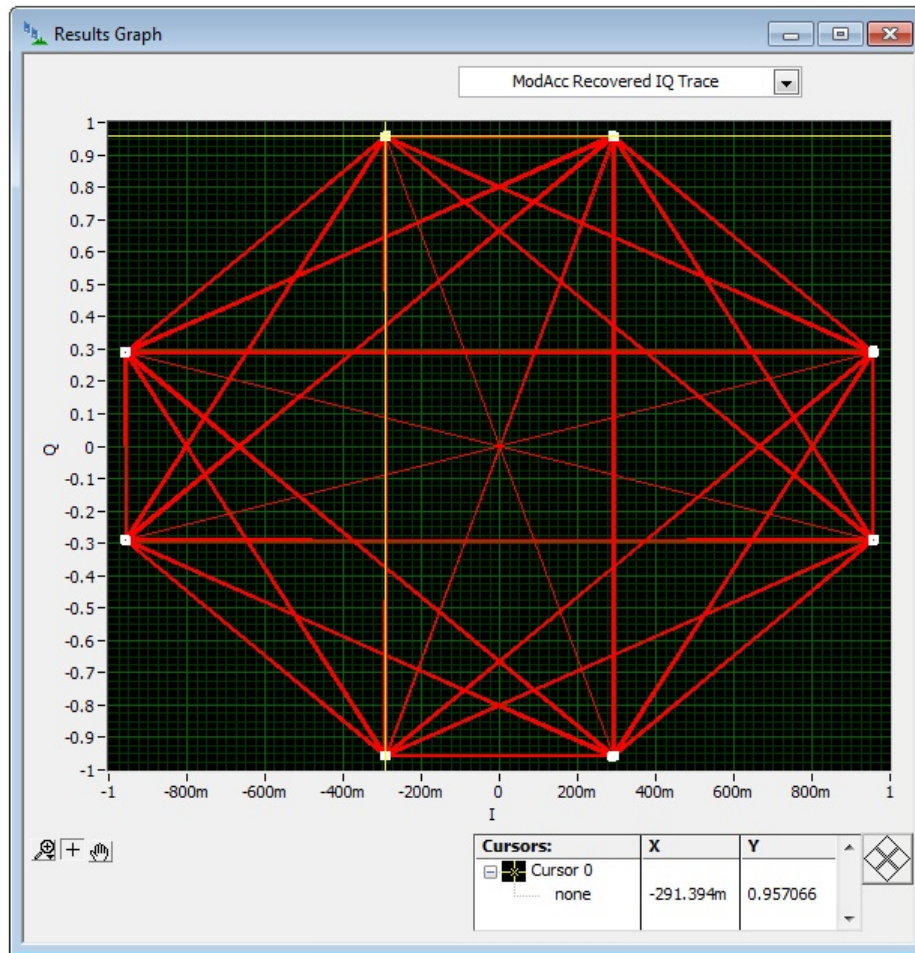 Results Graph
ModAcc Recovered IQ Trace
1
0.9
0.8
0.7
0.6
0.5
0.4
0.3
0.2
0.1
0
-0.1
-0.2
-0.3
-0.4
-0.5
-0.6
-0.7
-0.8
-0.9
-1
Q
-1 -800m -600m -400m -200m 0 200m 400m 600m 800m 1
I
Cursors: X Y
Cursor 0
none -291.394m 0.957066